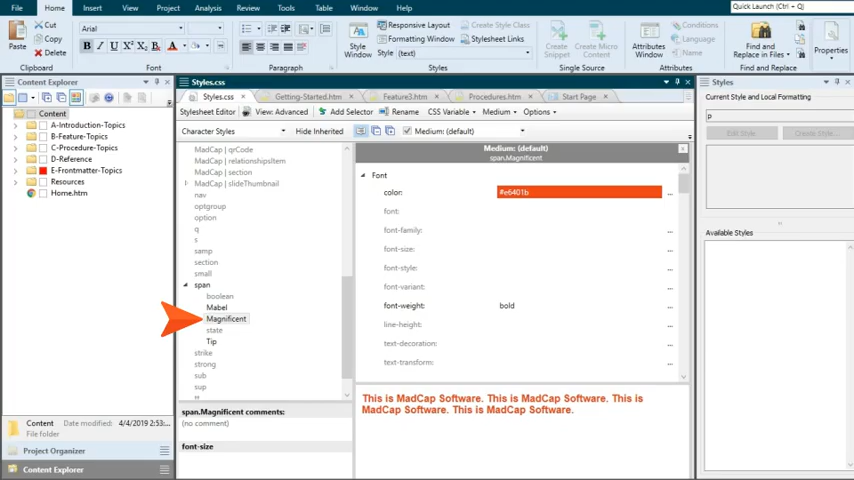 File Home Insert View Project Analysis Review Tools Table Window Help Quick Launch (Ctrl + Q)
Paste Cut Copy Delete
Arial
B I U B A
Responsive Layout Formatting Window Style (text)
Create Style Class Stylesheet Links
Style Window
Create Snippet Create Micro Content
Attributes Window Conditions Language Name
Find and Replace in Files
Properties
Clipboard Font Paragraph Styles Single Source Attributes Find and Replace
Content Explorer
Content
A-Introduction-Topics
B-Feature-Topics
C-Procedure-Topics
D-Reference
E-Frontmatter-Topics
Resources
Home.htm
Content Date modified: 4/4/2019 2:53...
File folder
Project Organizer
Content Explorer
Styles.css
Styles.css Getting-Started.htm Feature3.htm Procedures.htm Start Page
Stylesheet Editor View: Advanced Add Selector Rename CSS Variable Medium Options
Character Styles Hide Inherited Medium: (default)
MadCap | qrCode
MadCap | relationshipsItem
MadCap | section
MadCap | slideThumbnail
nav
optgroup
option
q
s
samp
section
small
span
boolean
Mabel
Magnificent
state
Tip
strike
strong
sub
sup
span.Magnificent comments:
(no comment)
font-size
Medium: (default)
span.Magnificent
Font
color: #e6401b ...
font: ...
font-family: ...
font-size: ...
font-style: ...
font-variant: ...
font-weight: bold ...
line-height: ...
text-decoration: ...
text-transform: ...
This is MadCap Software. This is MadCap Software. This is
MadCap Software. This is MadCap Software.
Styles
Current Style and Local Formatting
p
Edit Style Create Style...
Available Styles